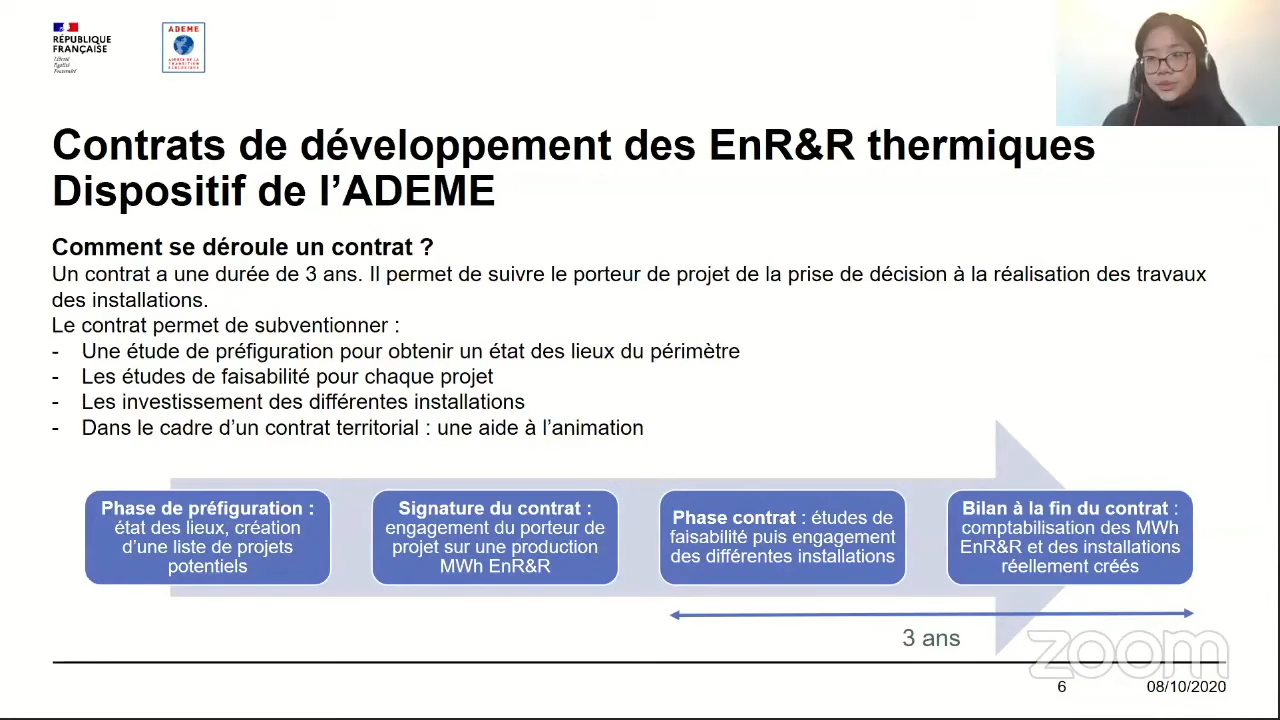 RÉPUBLIQUE
FRANÇAISE
Liberté
Égalité
Fraternité
ADEME
AGENCE DE LA
TRANSITION
ÉCOLOGIQUE
Contrats de développement des EnR&R thermiques
Dispositif de l’ADEME
Comment se déroule un contrat ?
Un contrat a une durée de 3 ans. Il permet de suivre le porteur de projet de la prise de décision à la réalisation des travaux
des installations.
Le contrat permet de subventionner :
- Une étude de préfiguration pour obtenir un état des lieux du périmètre
- Les études de faisabilité pour chaque projet
- Les investissement des différentes installations
- Dans le cadre d’un contrat territorial : une aide à l’animation
Phase de préfiguration :
état des lieux, création
d’une liste de projets
potentiels
Signature du contrat :
engagement du porteur de
projet sur une production
MWh EnR&R
Phase contrat : études de
faisabilité puis engagement
des différentes installations
Bilan à la fin du contrat :
comptabilisation des MWh
EnR&R et des installations
réellement créés
3 ans
zoom
6
08/10/2020